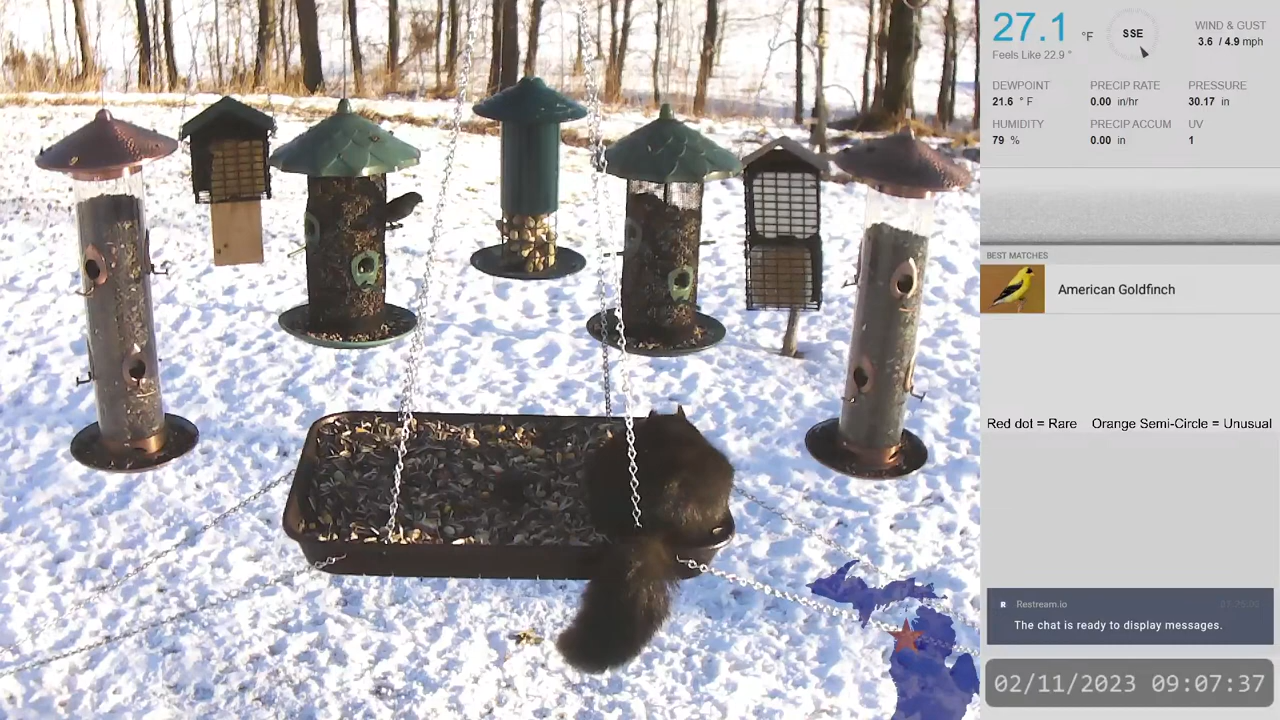 27.1 °F
Feels Like 22.9 °
SSE
WIND & GUST
3.6 / 4.9 mph
DEWPOINT
21.6 ° F
PRECIP RATE
0.00 in/hr
PRESSURE
30.17 in
HUMIDITY
79 %
PRECIP ACCUM
0.00 in
UV
1
BEST MATCHES
American Goldfinch
Red dot = Rare Orange Semi-Circle = Unusual
R Restream.io
The chat is ready to display messages.
02/11/2023 09:07:37